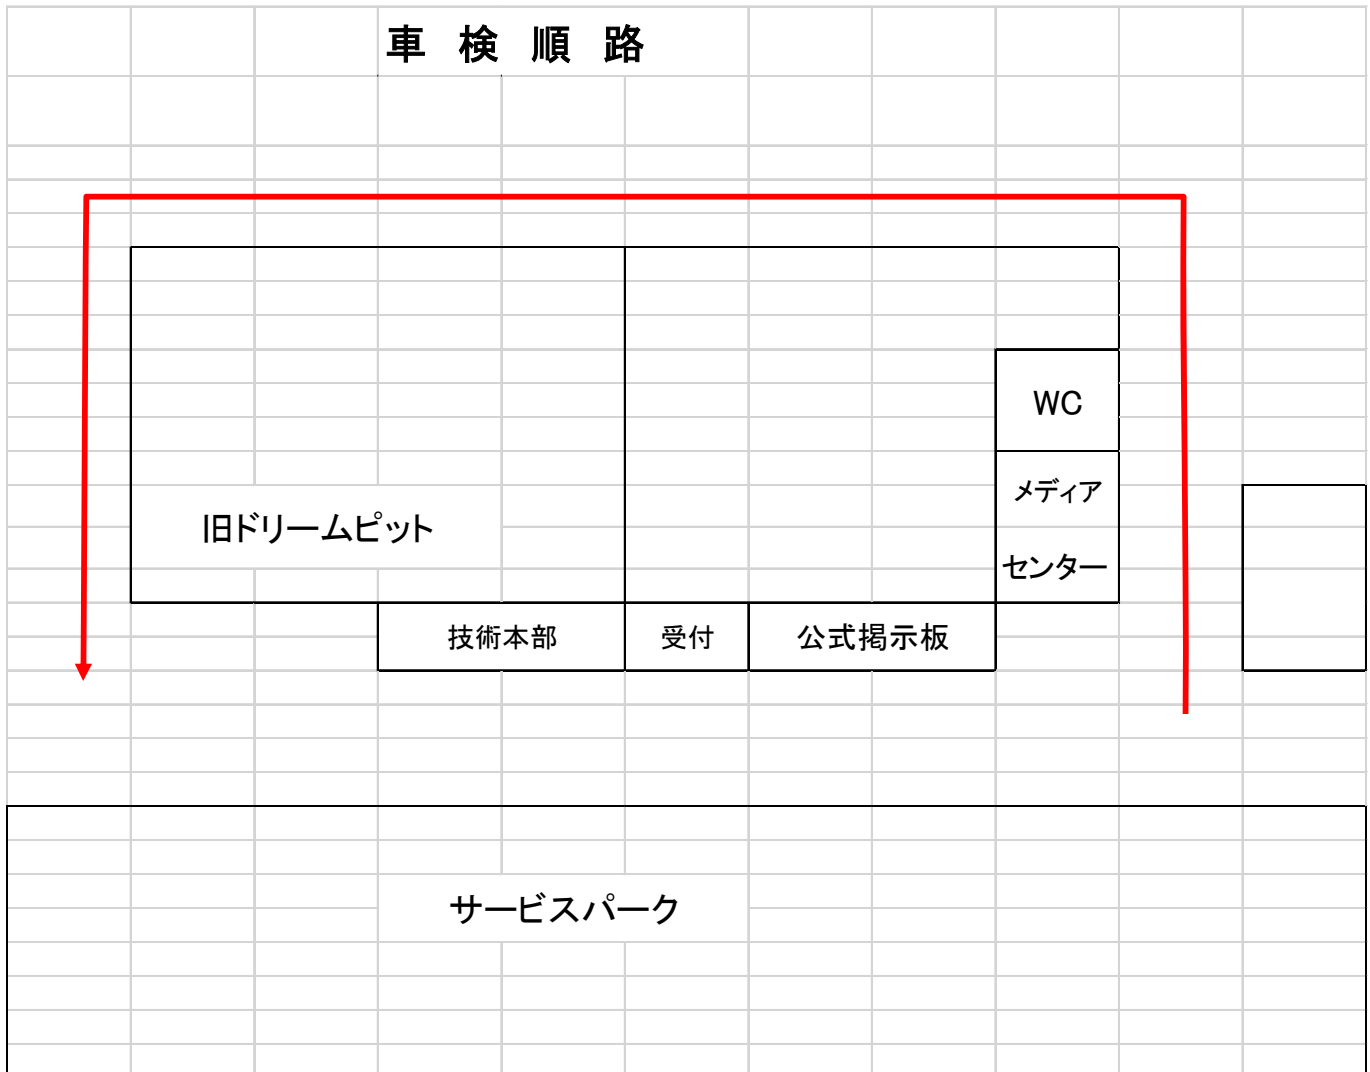 車 検 順 路
WC
メディア
センター
旧ドリームピット
技術本部
受付
公式掲示板
サービスパーク